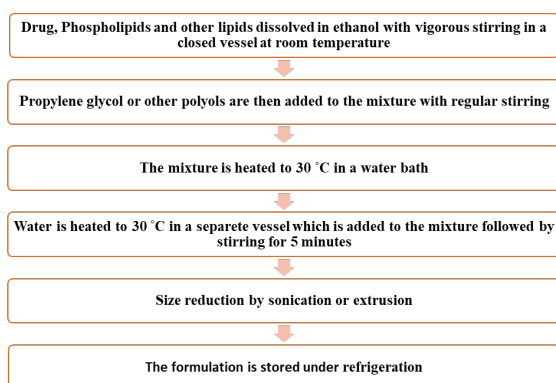 Drug, Phospholipids and other lipids dissolved in ethanol with vigorous stirring in a
closed vessel at room temperature
Propylene glycol or other polyols are then added to the mixture with regular stirring
The mixture is heated to 30 ˚C in a water bath
Water is heated to 30 ˚C in a separete vessel which is added to the mixture followed by
stirring for 5 minutes
Size reduction by sonication or extrusion
The formulation is stored under refrigeration